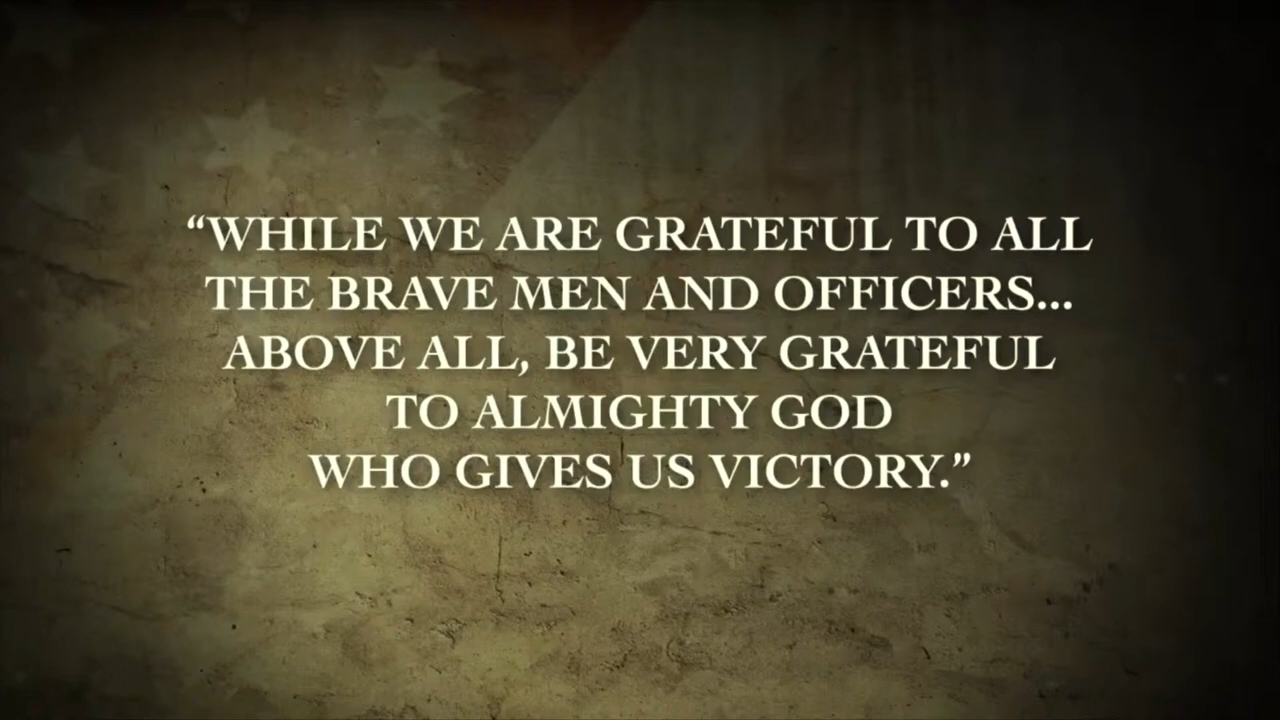 “WHILE WE ARE GRATEFUL TO ALL
THE BRAVE MEN AND OFFICERS...
ABOVE ALL, BE VERY GRATEFUL
TO ALMIGHTY GOD
WHO GIVES US VICTORY.”